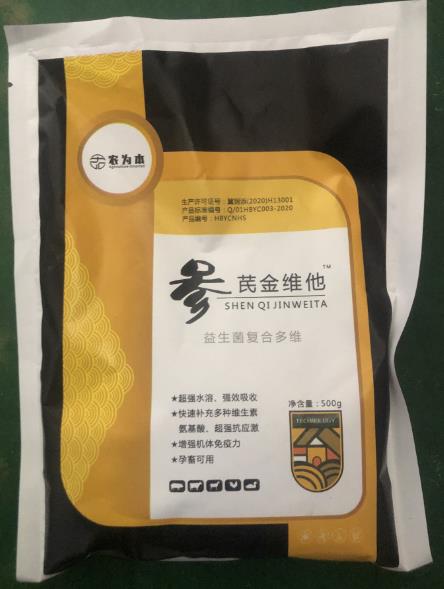 农为本
生产许可证号：冀饲添(2020)H13001
产品标准编号：Q/01HBYC003-2020
产品编号：HBYCNHS
参芪金维他™
SHEN QI JINWEITA
益生菌复合多维
★超强水溶、强效吸收
★快速补充多种维生素
氨基酸、超强抗应激
★增强机体免疫力
★孕畜可用
净含量：500g
TECHNOLOGY